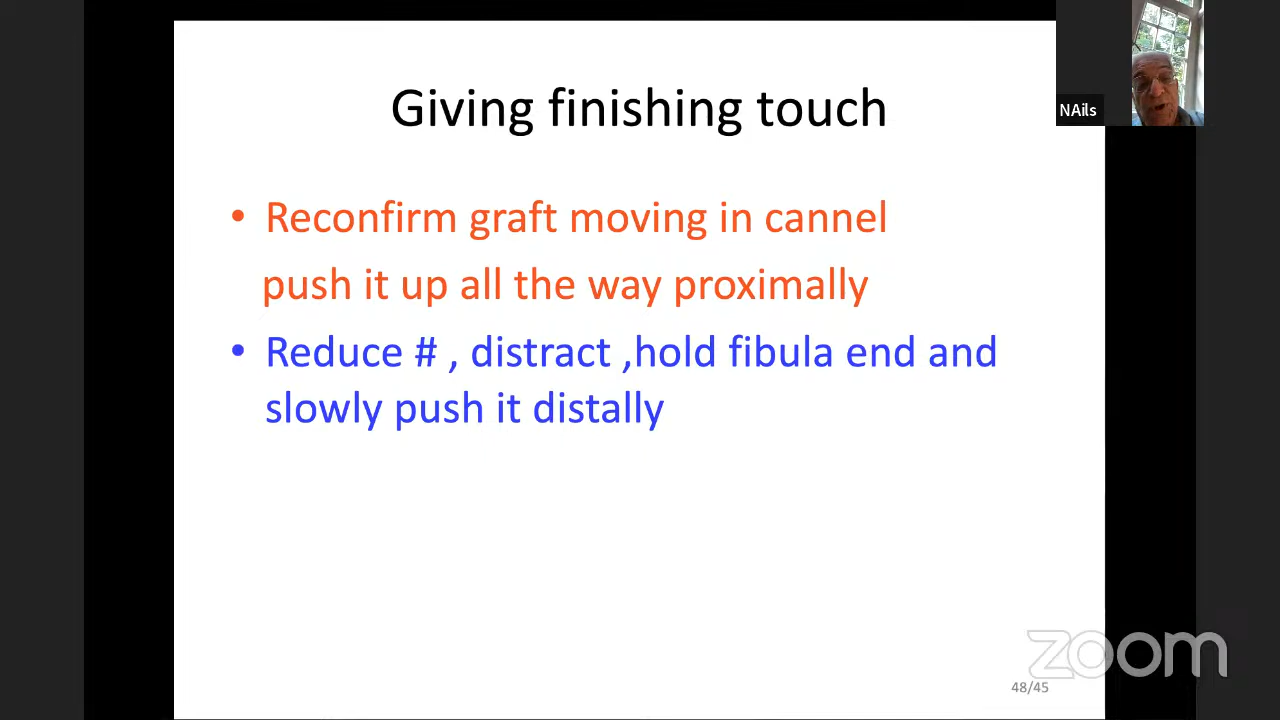 Giving finishing touch
NAils
• Reconfirm graft moving in cannel
push it up all the way proximally
• Reduce # , distract ,hold fibula end and
slowly push it distally
zoom
48/45